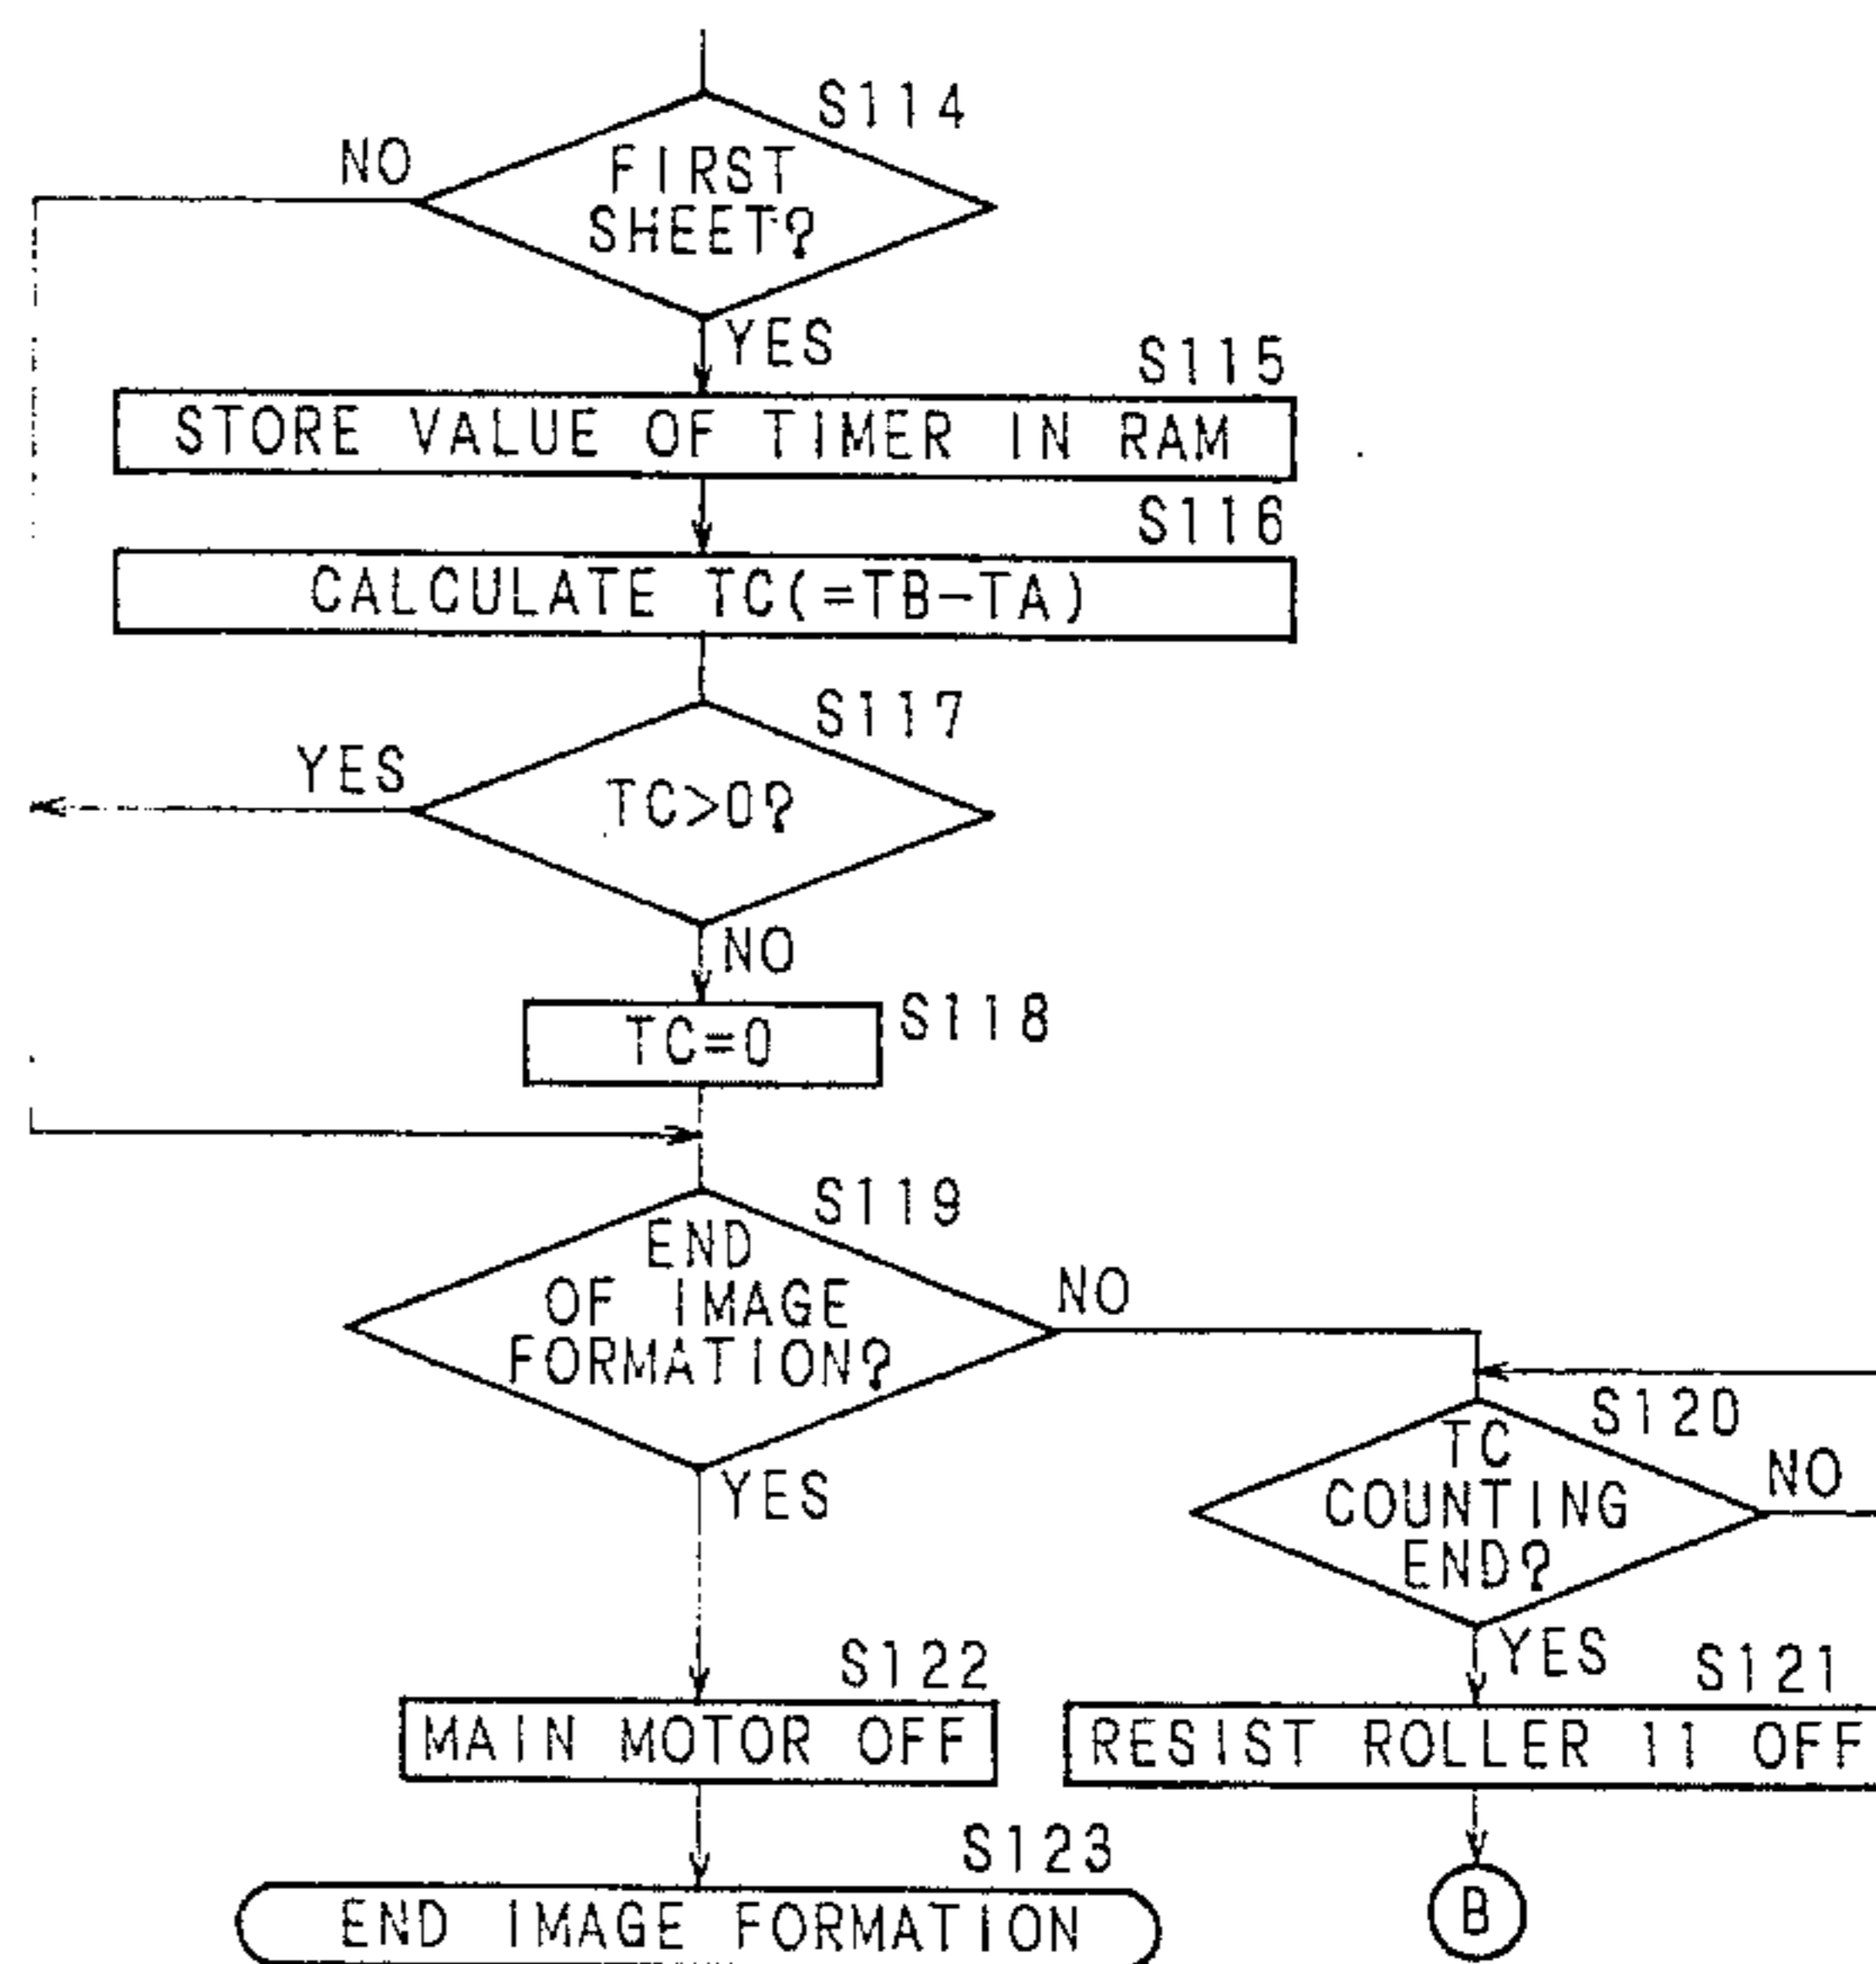 S114
NO
FIRST
SHEET?
YES
S115
STORE VALUE OF TIMER IN RAM
S116
CALCULATE TC(=TB-TA)
S117
YES
TC>0?
NO
S118
TC=0
S119
END
OF IMAGE
FORMATION?
NO
S120
TC
COUNTING
END?
NO
YES
YES
S122
S121
MAIN MOTOR OFF
RESIST ROLLER 11 OFF
S123
END IMAGE FORMATION
B